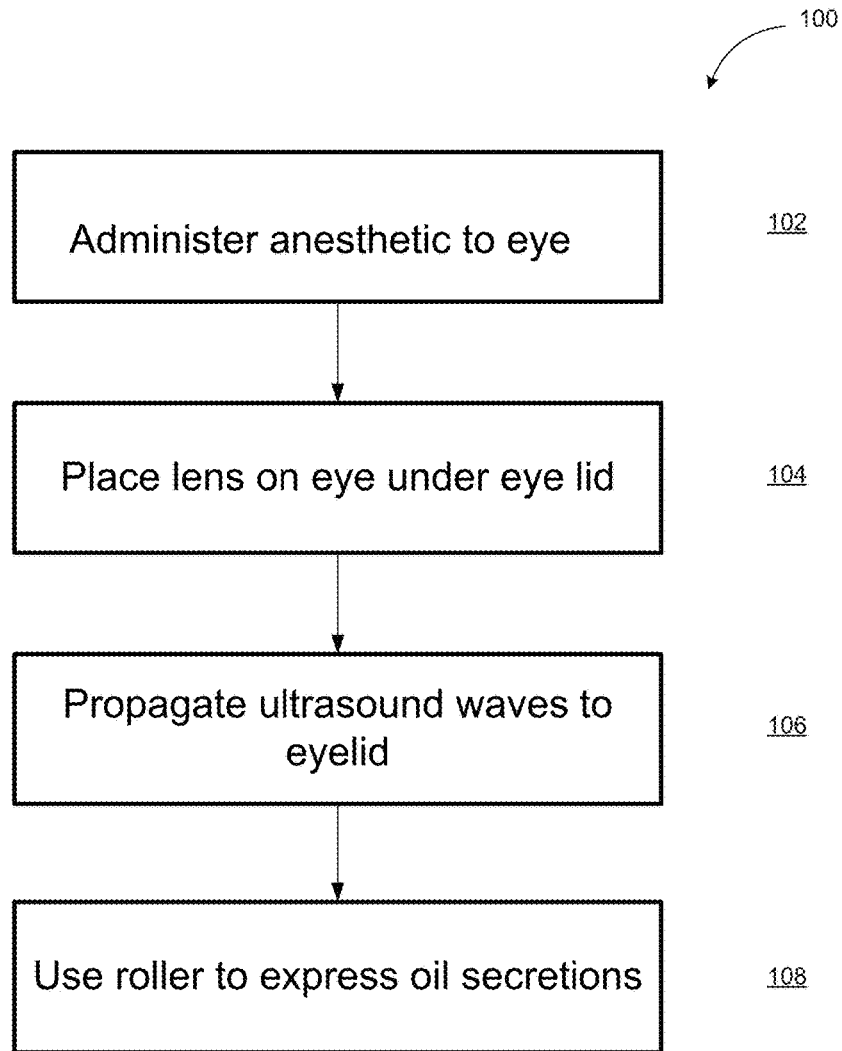 100
Administer anesthetic to eye
102
Place lens on eye under eye lid
104
Propagate ultrasound waves to
eyelid
106
Use roller to express oil secretions
108